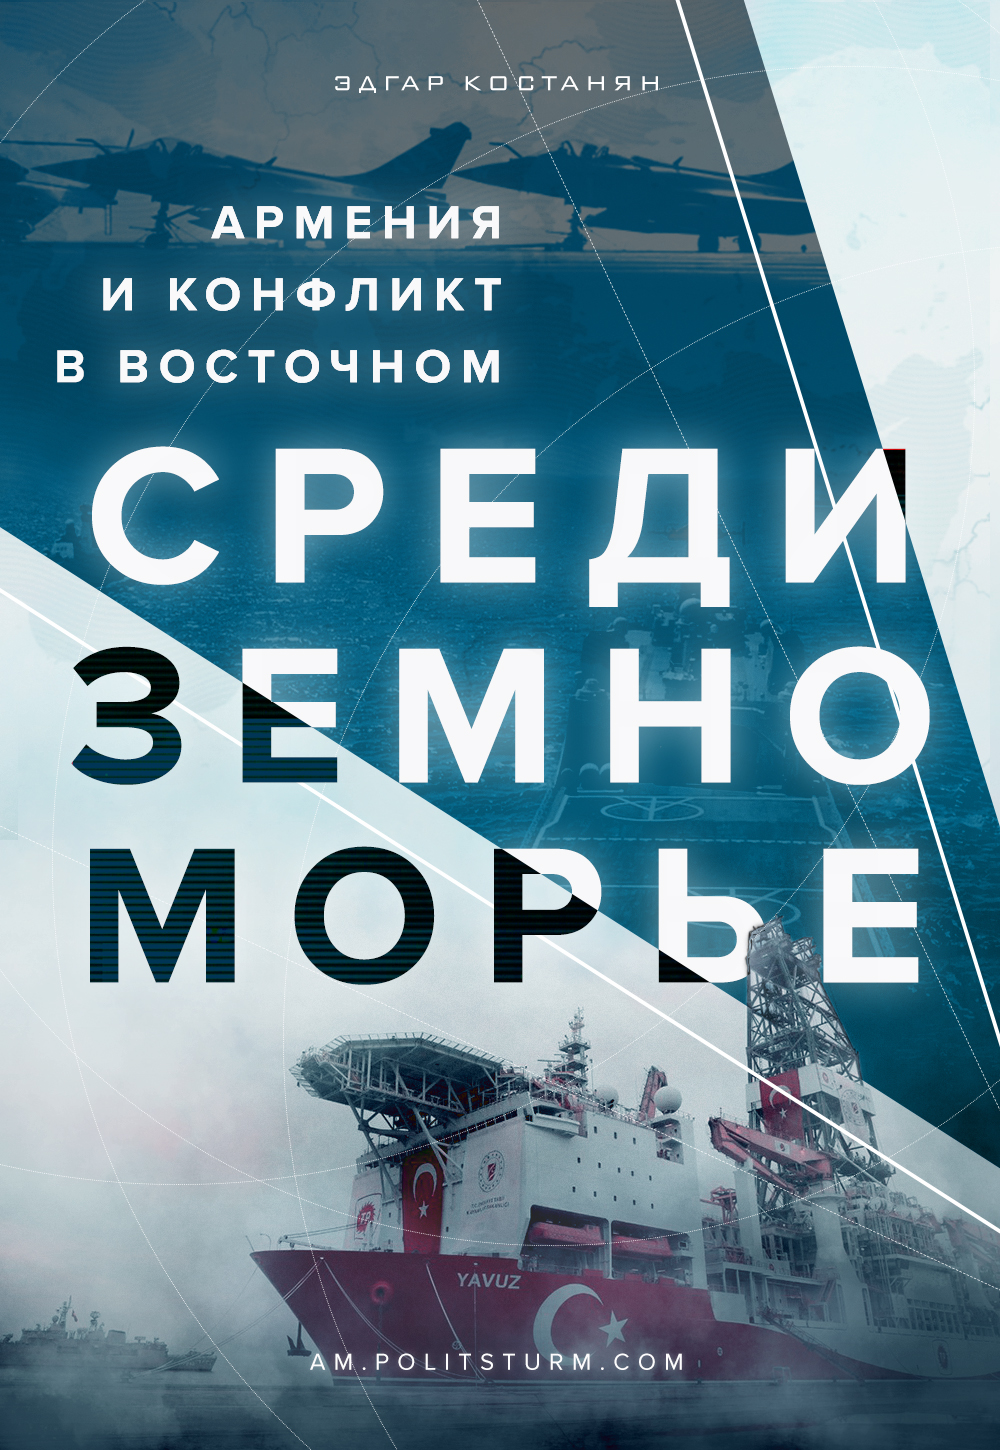 ЭДГАР КОСТАНЯН
АРМЕНИЯ
И КОНФЛИКТ
В ВОСТОЧНОМ
СРЕДИ
ЗЕМНО
МОРЬЕ
YAVUZ
AM.POLITSTURM.COM